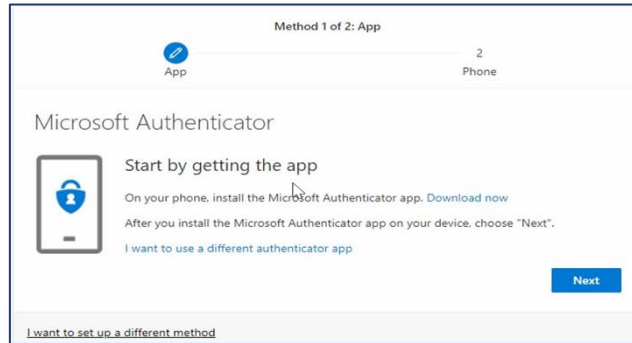 Method 1 of 2: App
2
App
Phone
Microsoft Authenticator
Start by getting the app
On your phone, install the Microsoft Authenticator app. Download now
After you install the Microsoft Authenticator app on your device, choose "Next".
I want to use a different authenticator app
Next
I want to set up a different method